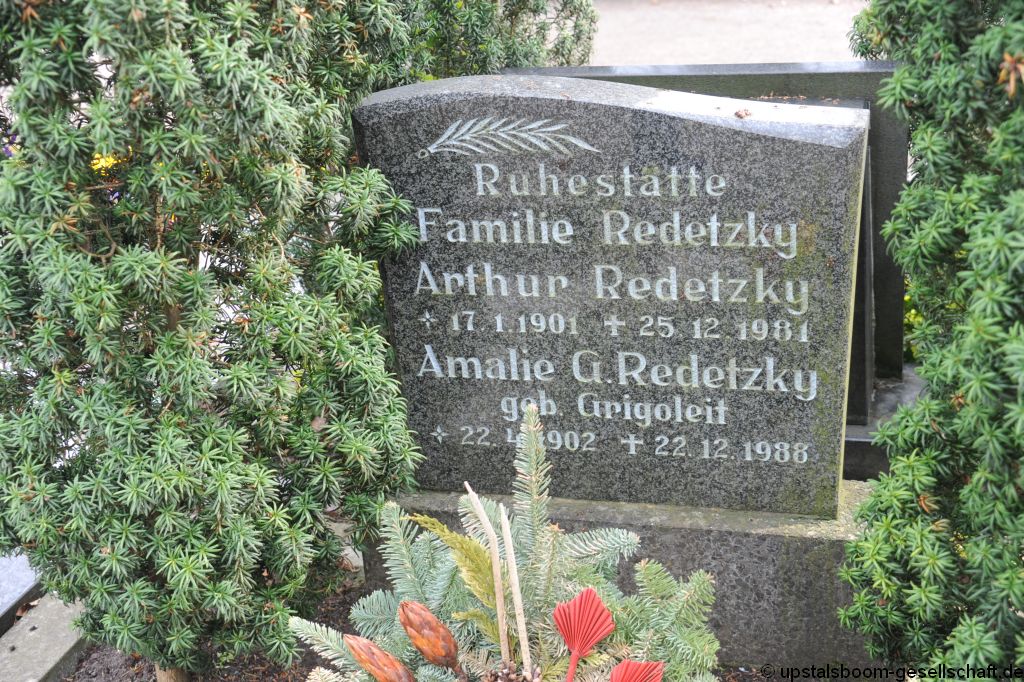 Ruhestätte
Familie Redetzky
Arthur Redetzky
17.1.1901 ✝ 25.12.1981
Amalie G. Redetzky
geb. Grigoleit
22. 1902 ✝ 22.12.1988
© upstalsboom-gesellschaft.de